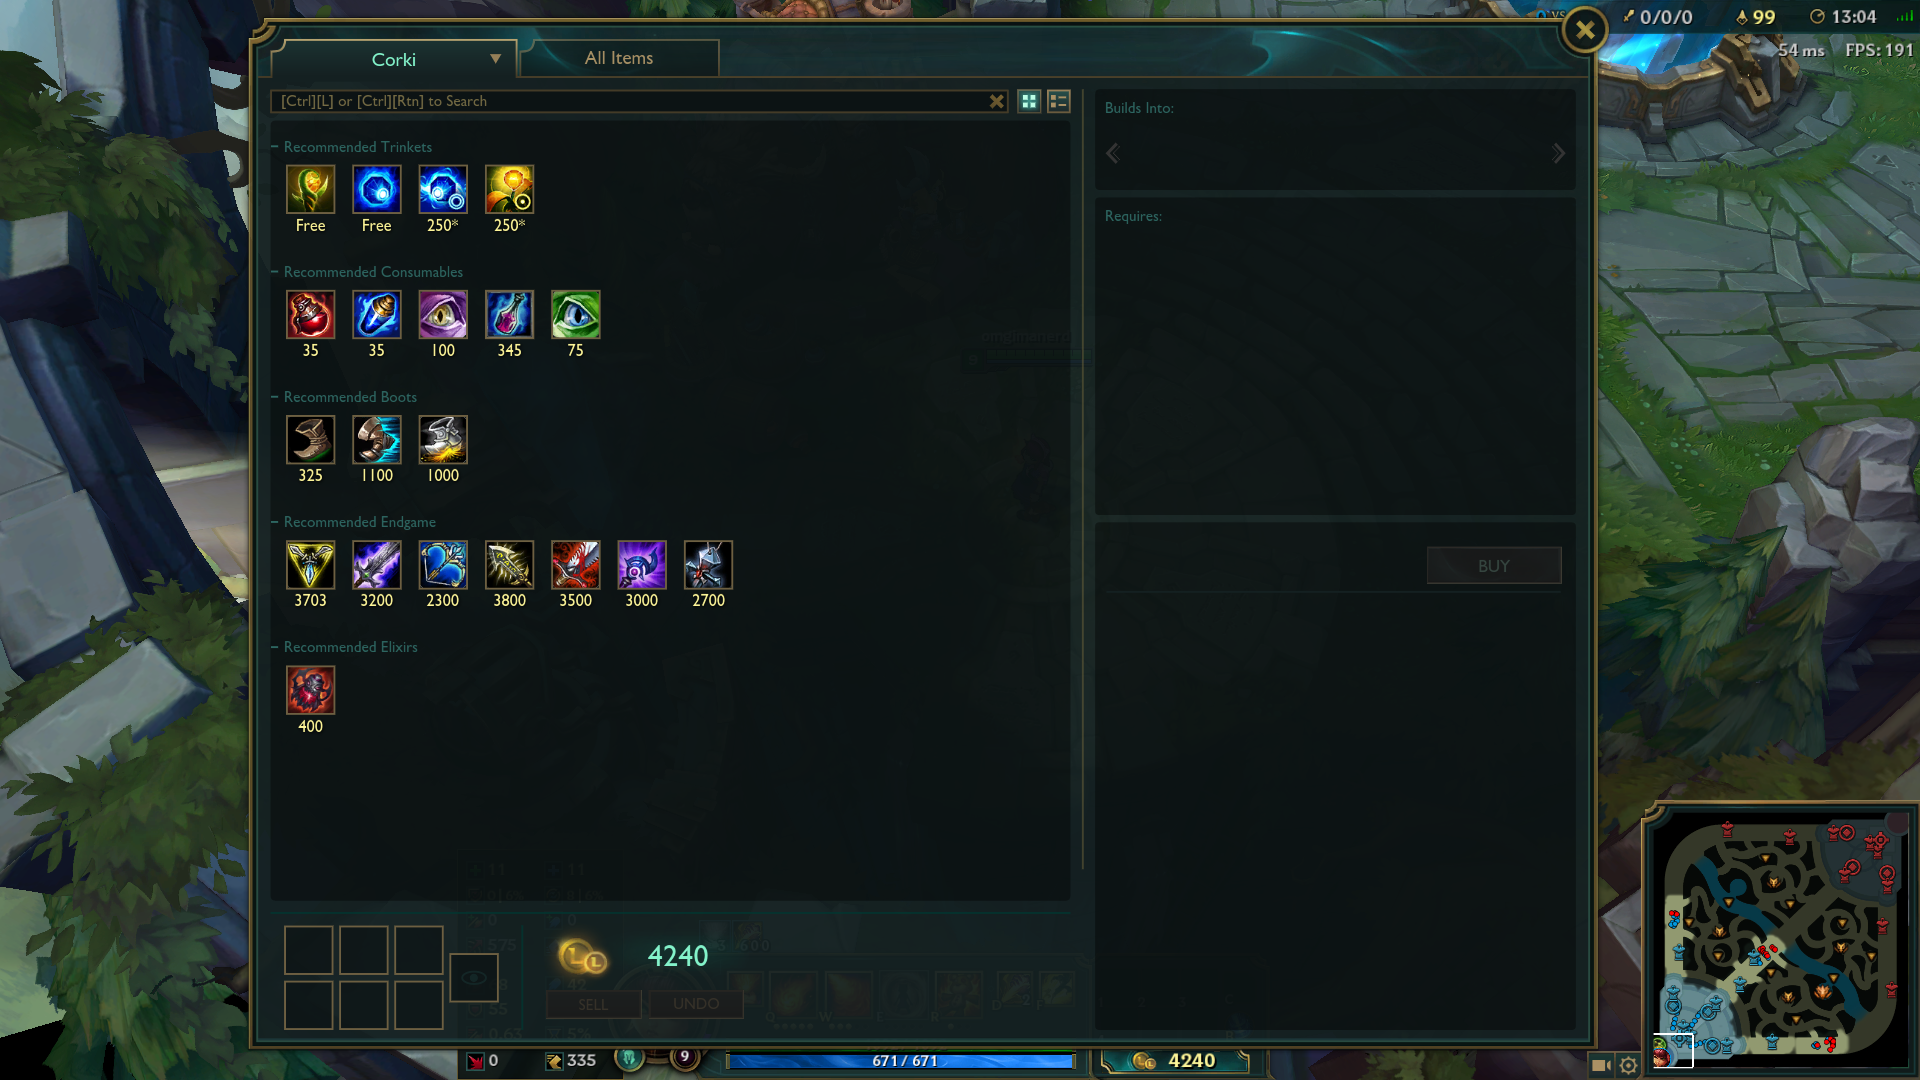 0/0/0 99 13:04
54 ms FPS: 191
Corki
All Items
[Ctrl][L] or [Ctrl][Rtn] to Search
Recommended Trinkets
Free Free 250* 250*
Recommended Consumables
35 35 100 345 75
Recommended Boots
325 1100 1000
Recommended Endgame
3703 3200 2300 3800 3500 3000 2700
Recommended Elixirs
400
Builds Into:
Requires:
BUY
4240
SELL UNDO
0 335 9 671 / 671 4240